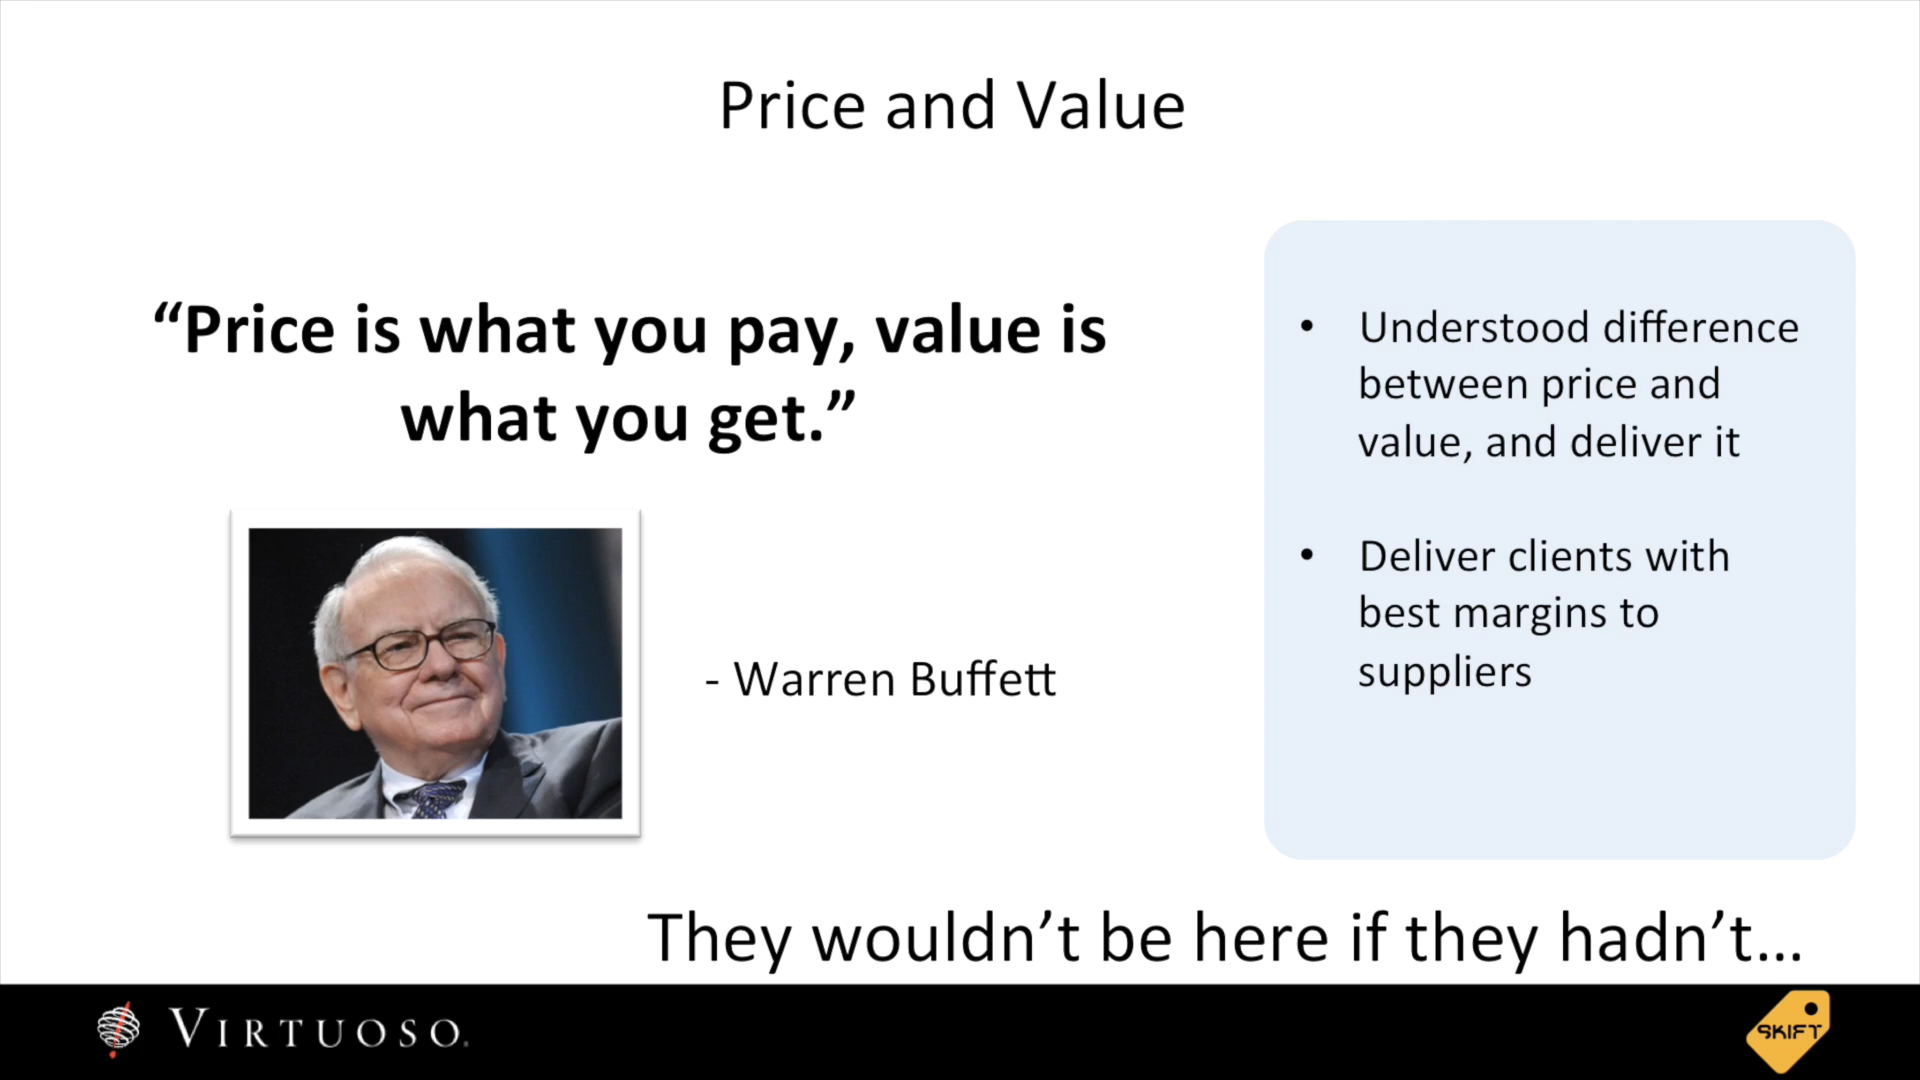 Price and Value
“Price is what you pay, value is
what you get.”
- Warren Buffett
• Understood difference
between price and
value, and deliver it
• Deliver clients with
best margins to
suppliers
They wouldn’t be here if they hadn’t...
VIRTUOSO.
SKIFT